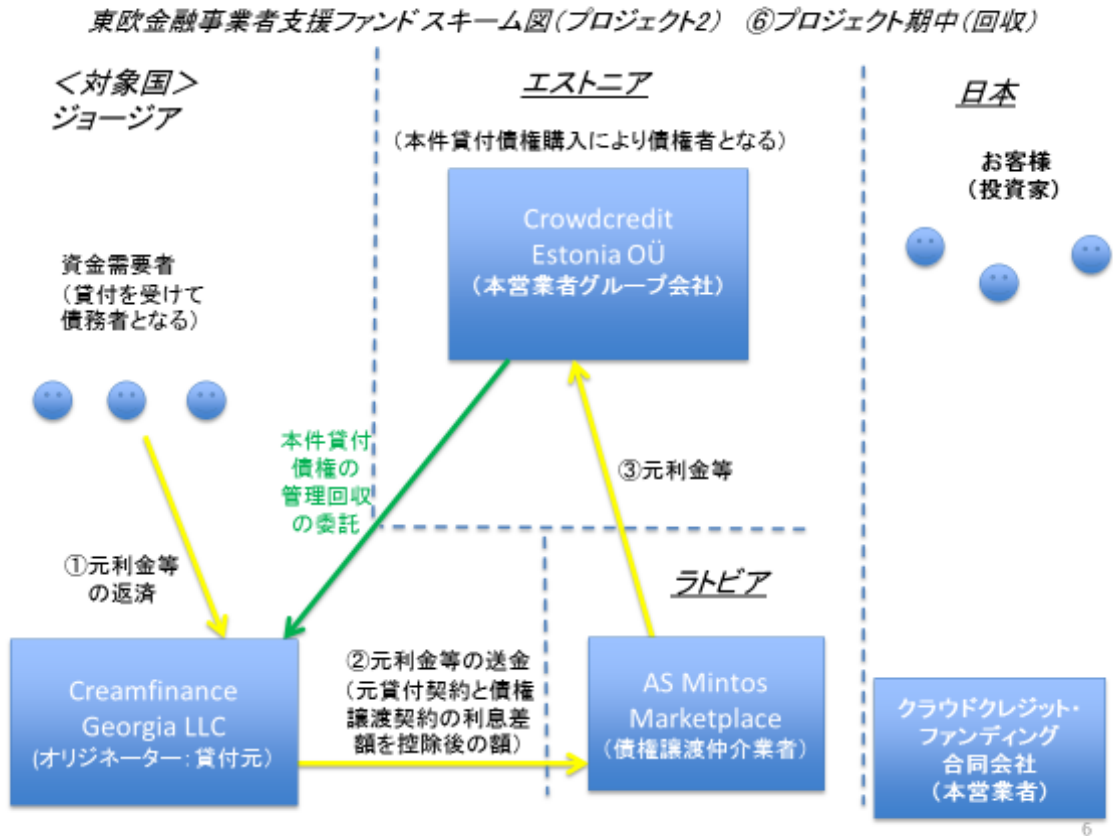 東欧金融事業者支援ファンド スキーム図(プロジェクト2) ⑥プロジェクト期中(回収)
＜対象国＞
ジョージア
エストニア
日本
(本件貸付債権購入により債権者となる)
お客様
(投資家)
Crowdcredit
Estonia OÜ
(本営業者グループ会社)
資金需要者
(貸付を受けて
債務者となる)
本件貸付
債権の
管理回収
の委託
③元利金等
①元利金等
の返済
ラトビア
②元利金等の送金
(元貸付契約と債権
譲渡契約の利息差
額を控除後の額)
Creamfinance
Georgia LLC
(オリジネーター：貸付元)
AS Mintos
Marketplace
(債権譲渡仲介業者)
クラウドクレジット・
ファンディング
合同会社
(本営業者)
6